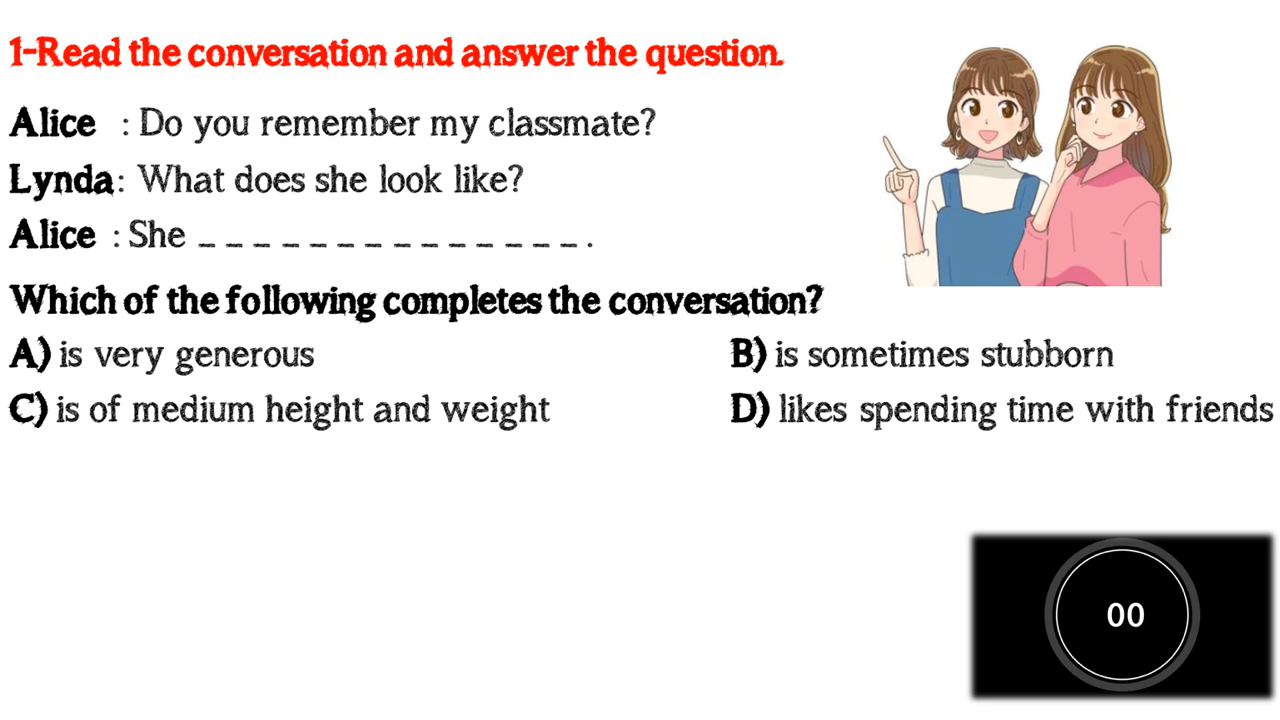 1-Read the conversation and answer the question.
Alice : Do you remember my classmate?
Lynda: What does she look like?
Alice : She _ _ _ _ _ _ _ _ _ _ _ _ _ _ .
Which of the following completes the conversation?
A) is very generous B) is sometimes stubborn
C) is of medium height and weight D) likes spending time with friends
00